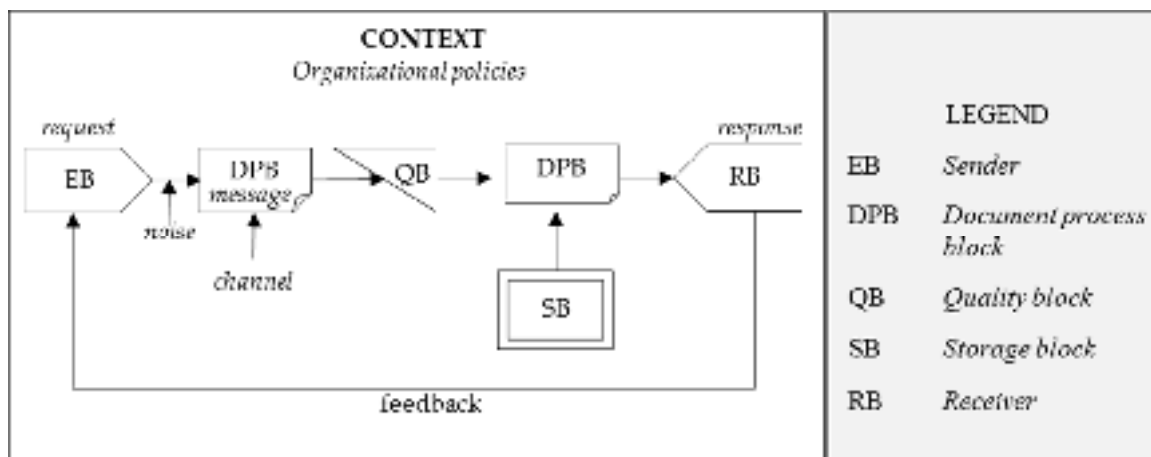 CONTEXT
Organizational policies
request
response
EB
DPB
message
QB
DPB
RB
noise
channel
SB
feedback
LEGEND
EB Sender
DPB Document process
block
QB Quality block
SB Storage block
RB Receiver